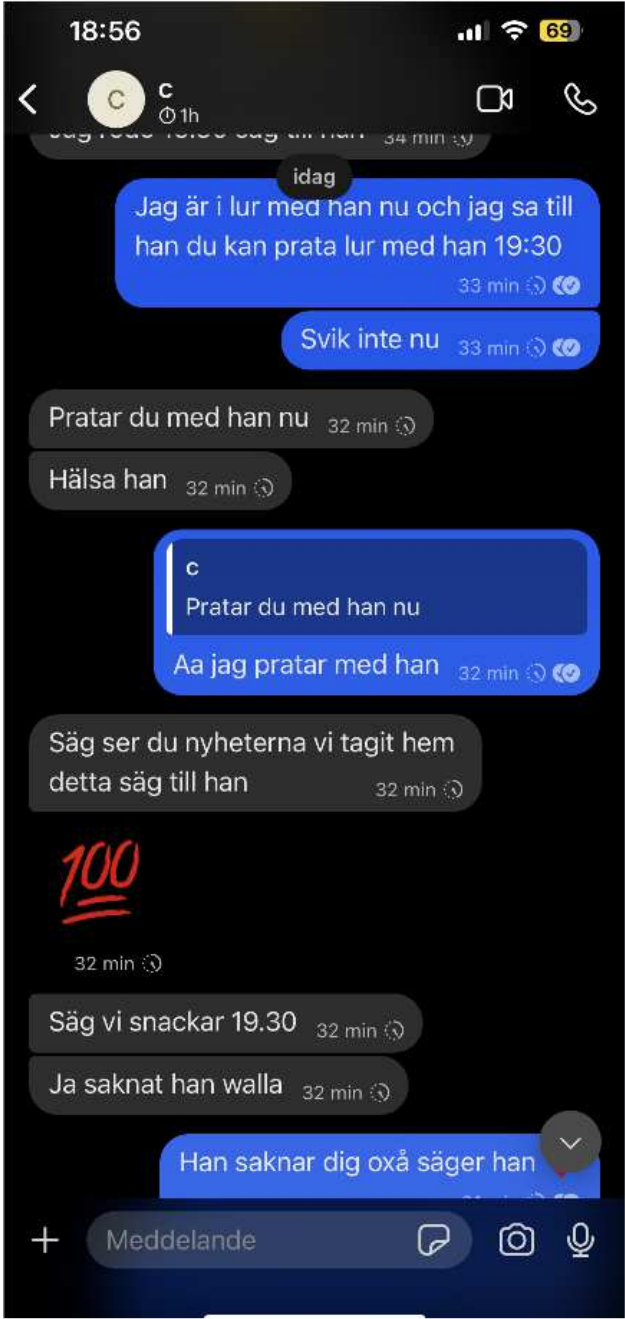 18:56
69
C
C
1h
34 min
idag
Jag är i lur med han nu och jag sa till
han du kan prata lur med han 19:30
33 min
Svik inte nu 33 min
Pratar du med han nu 32 min
Hälsa han 32 min
C
Pratar du med han nu
Aa jag pratar med han 32 min
Säg ser du nyheterna vi tagit hem
detta säg till han 32 min
💯
32 min
Säg vi snackar 19.30 32 min
Ja saknat han walla 32 min
Han saknar dig oxå säger han
Meddelande